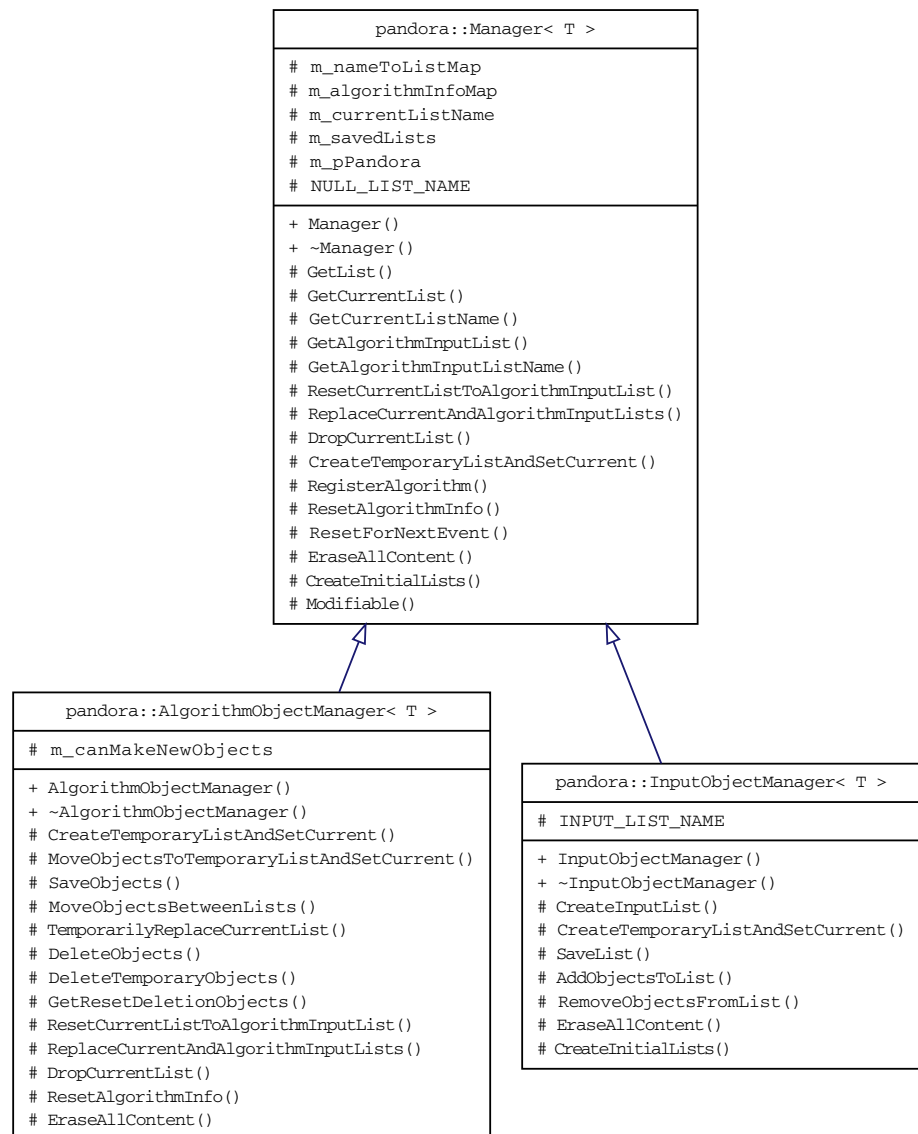 pandora::Manager< T >
# m_nameToListMap
# m_algorithmInfoMap
# m_currentListName
# m_savedLists
# m_pPandora
# NULL_LIST_NAME
+ Manager()
+ ~Manager()
# GetList()
# GetCurrentList()
# GetCurrentListName()
# GetAlgorithmInputList()
# GetAlgorithmInputListName()
# ResetCurrentListToAlgorithmInputList()
# ReplaceCurrentAndAlgorithmInputLists()
# DropCurrentList()
# CreateTemporaryListAndSetCurrent()
# RegisterAlgorithm()
# ResetAlgorithmInfo()
# ResetForNextEvent()
# EraseAllContent()
# CreateInitialLists()
# Modifiable()
pandora::AlgorithmObjectManager< T >
# m_canMakeNewObjects
+ AlgorithmObjectManager()
+ ~AlgorithmObjectManager()
# CreateTemporaryListAndSetCurrent()
# MoveObjectsToTemporaryListAndSetCurrent()
# SaveObjects()
# MoveObjectsBetweenLists()
# TemporarilyReplaceCurrentList()
# DeleteObjects()
# DeleteTemporaryObjects()
# GetResetDeletionObjects()
# ResetCurrentListToAlgorithmInputList()
# ReplaceCurrentAndAlgorithmInputLists()
# DropCurrentList()
# ResetAlgorithmInfo()
# EraseAllContent()
pandora::InputObjectManager< T >
# INPUT_LIST_NAME
+ InputObjectManager()
+ ~InputObjectManager()
# CreateInputList()
# CreateTemporaryListAndSetCurrent()
# SaveList()
# AddObjectsToList()
# RemoveObjectsFromList()
# EraseAllContent()
# CreateInitialLists()